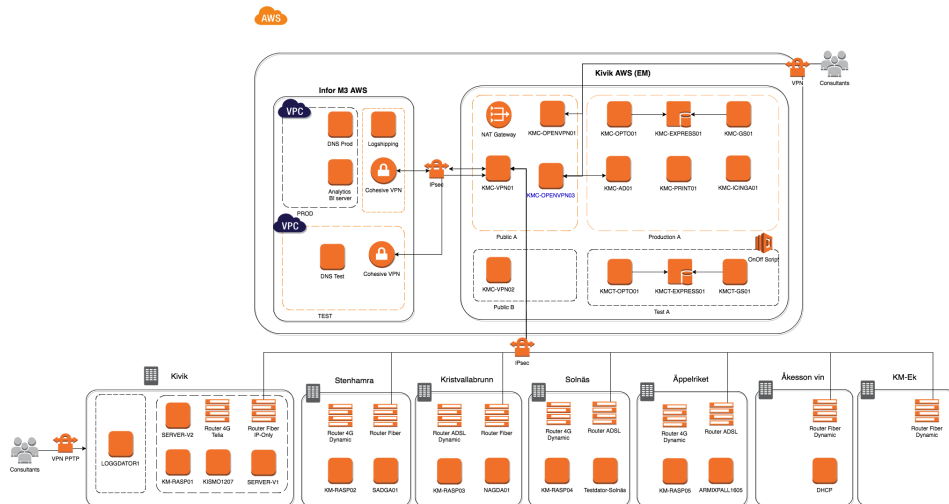 AWS
Kivik AWS (EM)
VPN
Consultants
Infor M3 AWS
VPC
DNS Prod
Logshipping
Analytics
BI server
Cohesive VPN
PROD
VPC
DNS Test
Cohesive VPN
TEST
IPsec
NAT Gateway
KMC-OPENVPN01
KMC-VPN01
KMC-OPENVPN03
Public A
KMC-VPN02
Public B
KMC-OPTO01
KMC-EXPRESS01
KMC-GS01
KMC-AD01
KMC-PRINT01
KMC-ICINGA01
Production A
OnOff Script
KMCT-OPTO01
KMCT-EXPRESS01
KMCT-GS01
Test A
IPsec
Consultants
VPN PPTP
Kivik
LOGGDATOR1
SERVER-V2
Router 4G
Telia
Router Fiber
IP-Only
KM-RASP01
KISMO1207
SERVER-V1
Stenhamra
Router 4G
Dynamic
Router Fiber
KM-RASP02
SADGA01
Kristvallabrunn
Router ADSL
Dynamic
Router Fiber
KM-RASP03
NAGDA01
Solnäs
Router 4G
Dynamic
Router ADSL
KM-RASP04
Testdator-Solnäs
Äppelriket
Router 4G
Dynamic
Router ADSL
KM-RASP05
ARMIXPALL1605
Åkesson vin
Router Fiber
Dynamic
DHCP
KM-Ek
Router Fiber
Dynamic